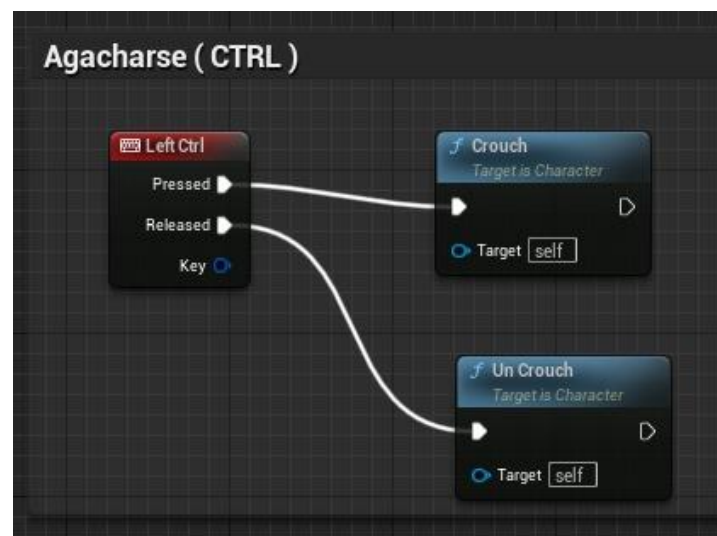 Agacharse ( CTRL )
Left Ctrl
Pressed
Released
Key
Crouch
Target is Character
Target self
Un Crouch
Target is Character
Target self